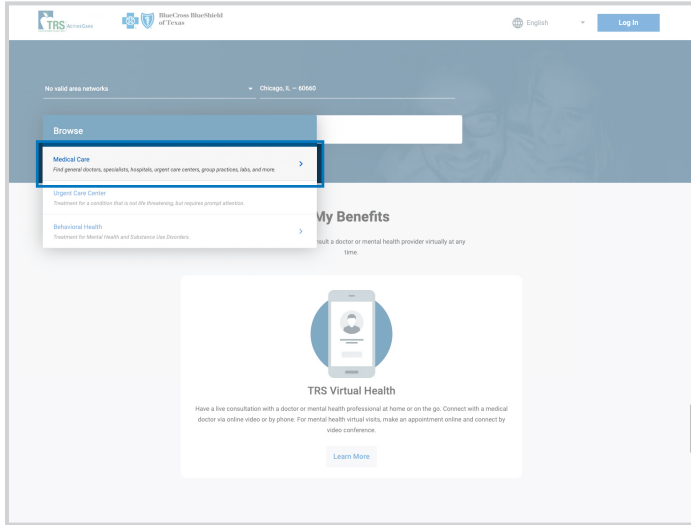 TRS ACTIVECARE
BlueCross BlueShield
of Texas
English
Log In
No valid area networks
Chicago, IL – 60660
Browse
Medical Care
Find general doctors, specialists, hospitals, urgent care centers, group practices, labs, and more.
Urgent Care Center
Treatment for a condition that is not life threatening, but requires prompt attention.
Behavioral Health
Treatment for Mental Health and Substance Use Disorders.
My Benefits
nsult a doctor or mental health provider virtually at any
time.
TRS Virtual Health
Have a live consultation with a doctor or mental health professional at home or on the go. Connect with a medical
doctor via online video or by phone. For mental health virtual visits, make an appointment online and connect by
video conference.
Learn More